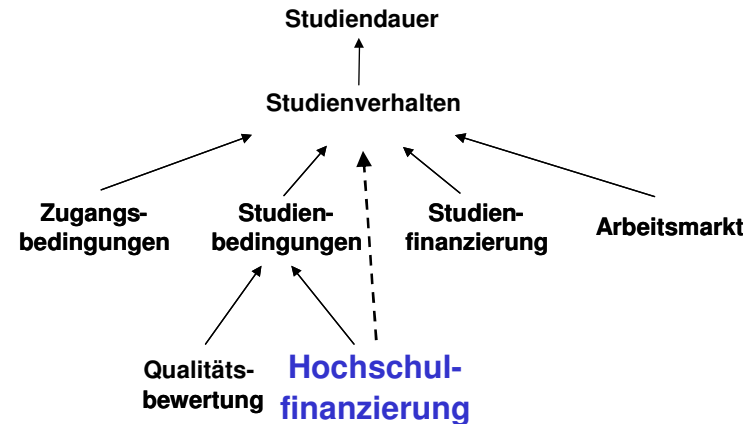 Studiendauer
Studienverhalten
Zugangs-
bedingungen
Studien-
bedingungen
Studien-
finanzierung
Arbeitsmarkt
Qualitäts-
bewertung
Hochschul-
finanzierung